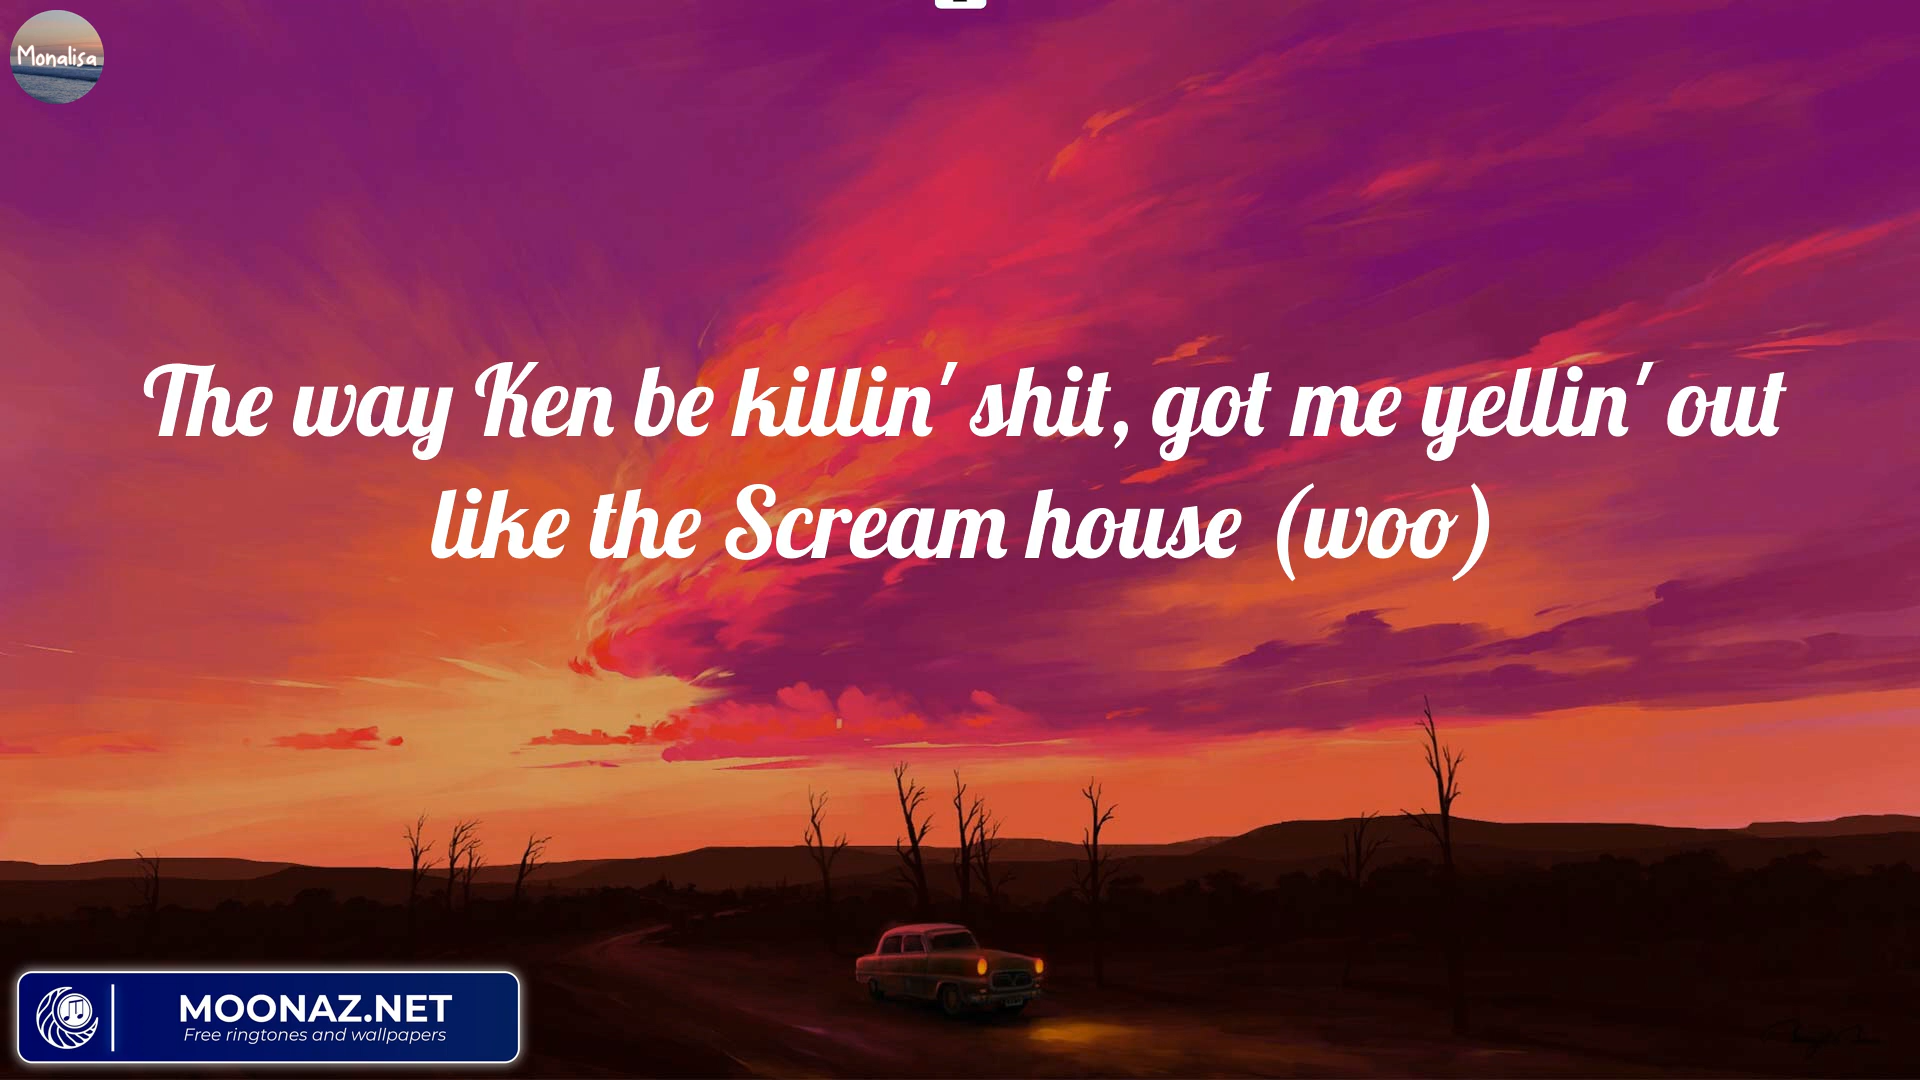 Monalisa
The way Ken be killin' shit, got me yellin' out
like the Scream house (woo)
MOONAZ.NET
Free ringtones and wallpapers